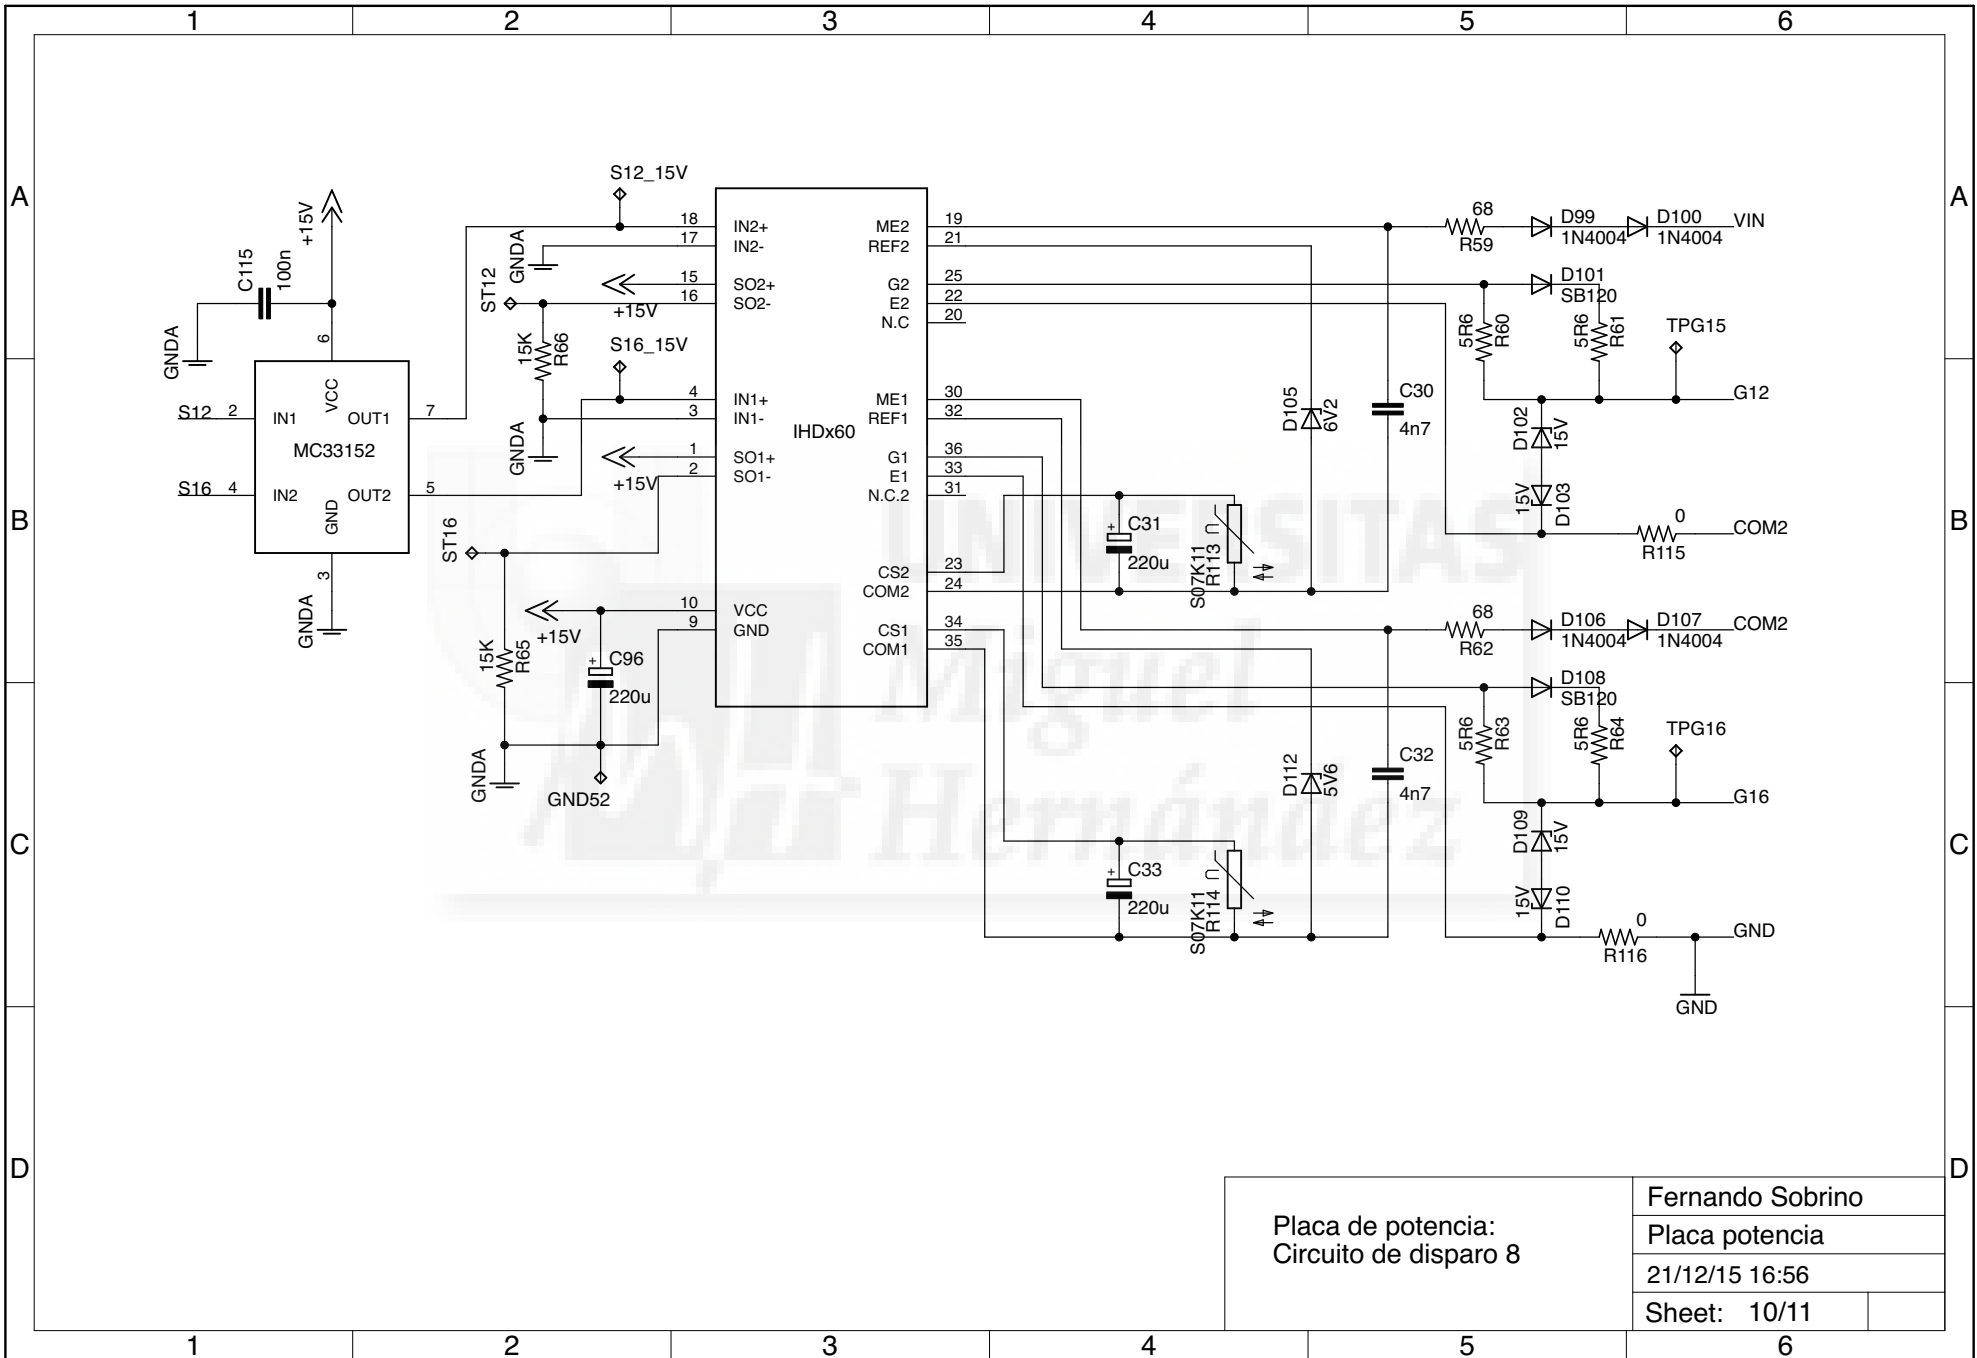 1 2 3 4 5 6
A A
B B
C C
D D
S12_15V
+15V
C115
100n
GNDA
6
VCC
S12 2 IN1 OUT1 7
MC33152
S16 4 IN2 OUT2 5
GND
3
GNDA
GNDA
ST12
+15V
15K
R66
S16_15V
GNDA
+15V
ST16
15K
R65
+15V
C96
220u
+
GNDA
GND52
18 IN2+
17 IN2-
15 SO2+
16 SO2-
4 IN1+
3 IN1-
1 SO1+
2 SO1-
10 VCC
9 GND
IHDx60
ME2 19
REF2 21
G2 25
E2 22
N.C 20
ME1 30
REF1 32
G1 36
E1 33
N.C.2 31
CS2 23
COM2 24
CS1 34
COM1 35
68
R59
D99
1N4004
D100
1N4004
VIN
D101
SB120
5R6
R60
5R6
R61
TPG15
G12
D105
6V2
C30
4n7
D102
15V
15V
D103
0
R115
COM2
+
C31
220u
S07K11
R113
U
68
R62
D106
1N4004
D107
1N4004
COM2
D108
SB120
5R6
R63
5R6
R64
TPG16
G16
D112
5V6
C32
4n7
D109
15V
15V
D110
0
R116
GND
GND
+
C33
220u
S07K11
R114
U
UNIVERSITAS
Miguel
Hernández
Placa de potencia:
Circuito de disparo 8
Fernando Sobrino
Placa potencia
21/12/15 16:56
Sheet: 10/11
1 2 3 4 5 6